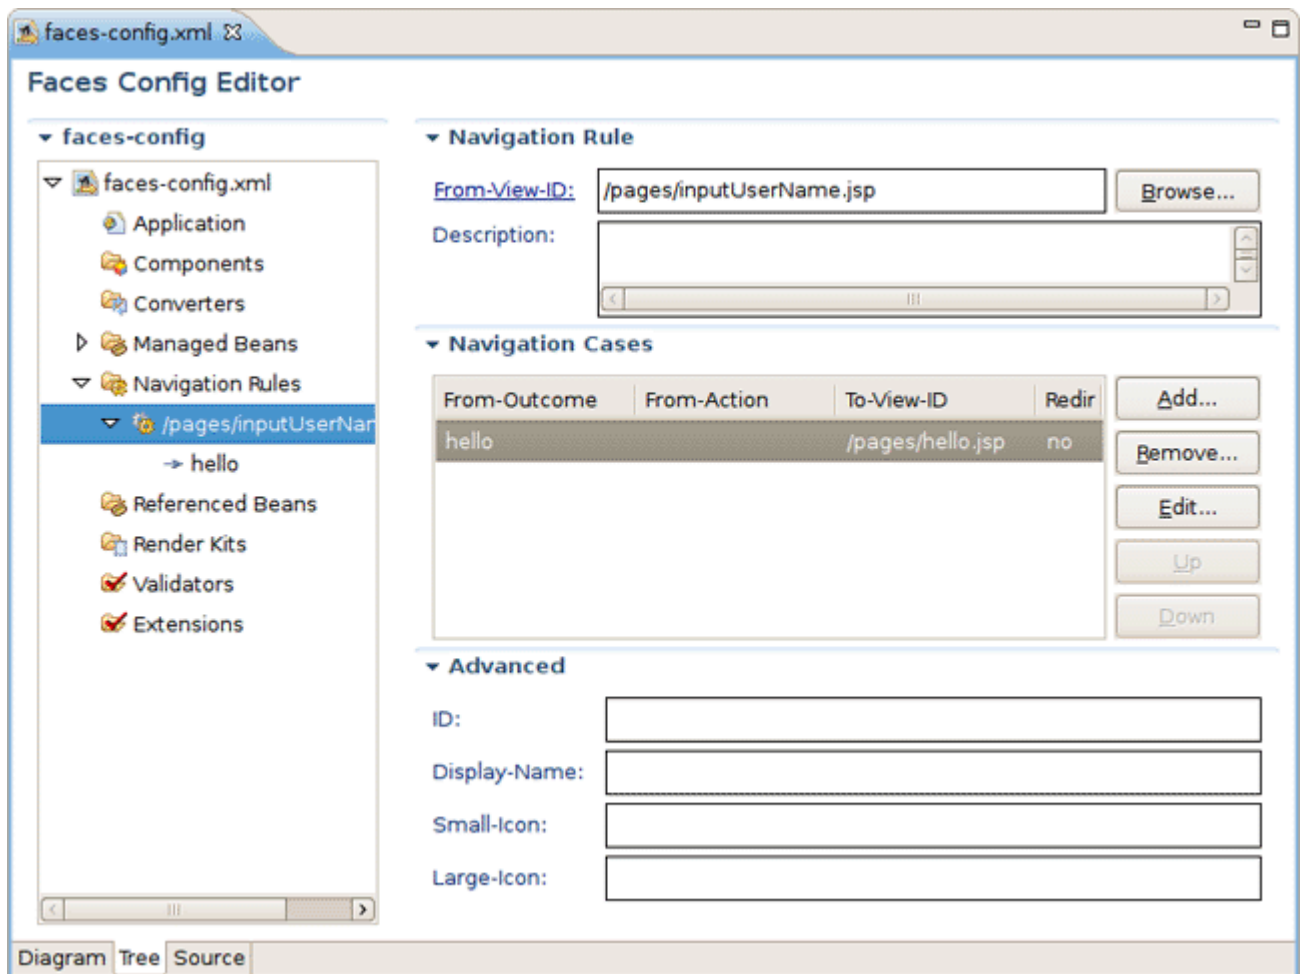 faces-config.xml
Faces Config Editor
faces-config
faces-config.xml
Application
Components
Converters
Managed Beans
Navigation Rules
/pages/inputUserNar
hello
Referenced Beans
Render Kits
Validators
Extensions
Navigation Rule
From-View-ID: /pages/inputUserName.jsp Browse...
Description:
Navigation Cases
From-Outcome From-Action To-View-ID Redir
hello /pages/hello.jsp no
Add...
Remove...
Edit...
Up
Down
Advanced
ID:
Display-Name:
Small-Icon:
Large-Icon:
Diagram Tree Source